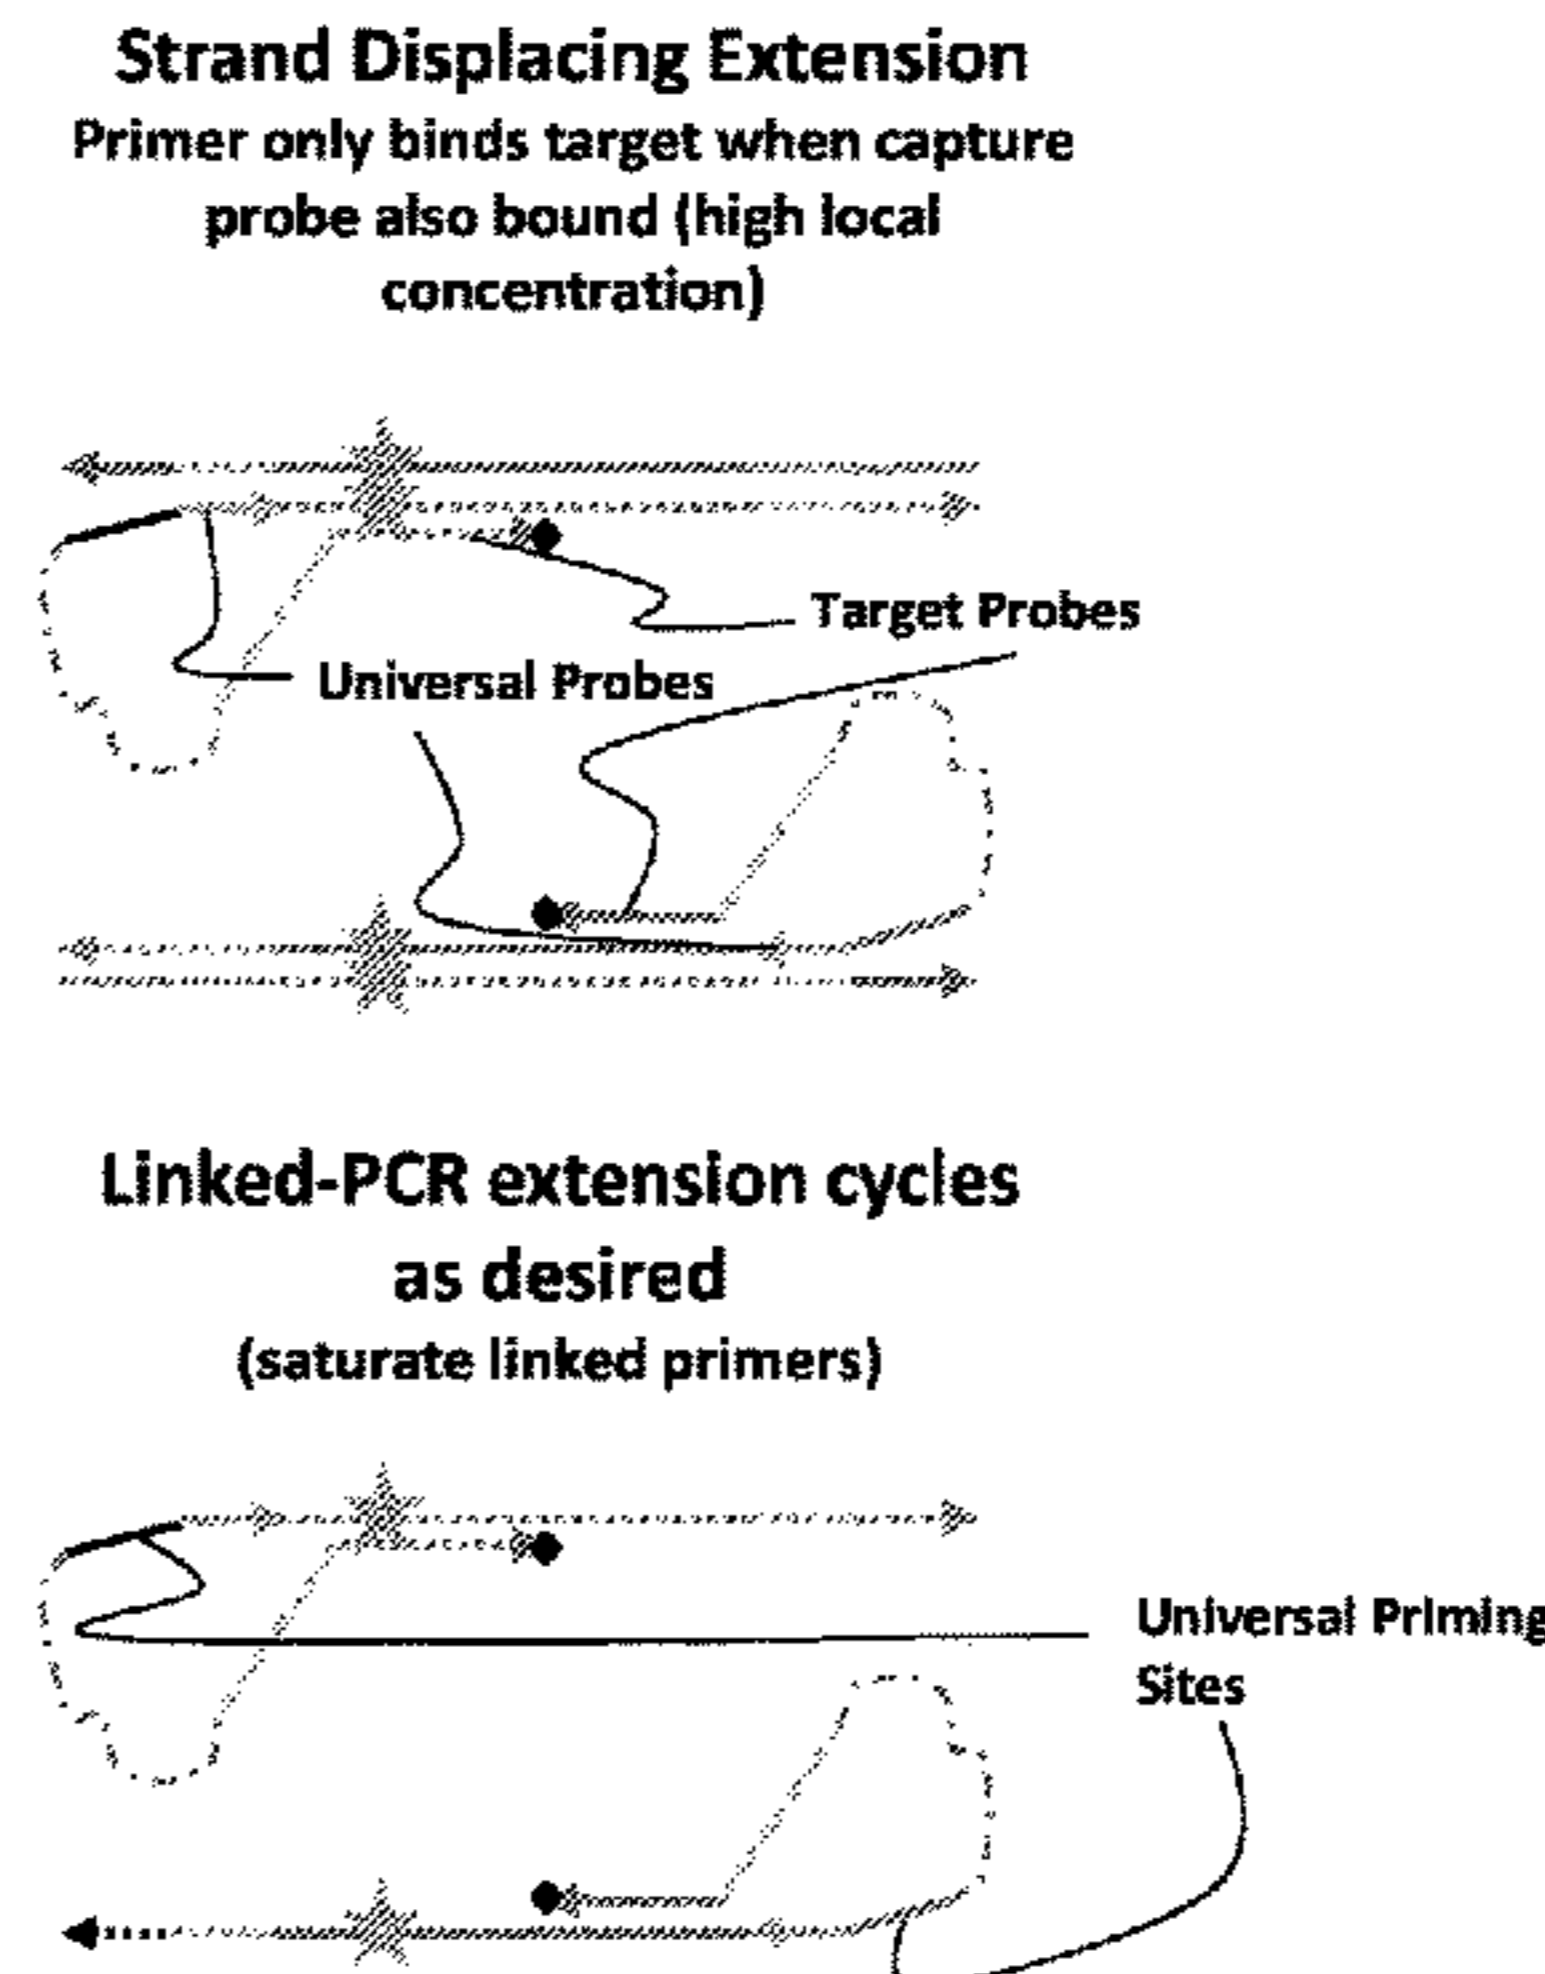 Strand Displacing Extension
Primer only binds target when capture
probe also bound (high local
concentration)
Target Probes
Universal Probes
Linked-PCR extension cycles
as desired
(saturate linked primers)
Universal Priming
Sites